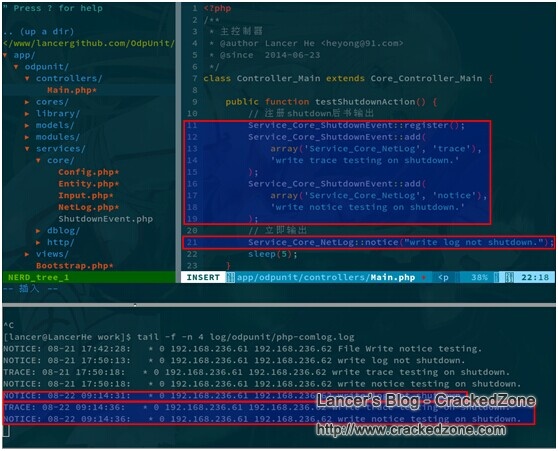 " Press ? for help
.. (up a dir)
</www/lancergithub.com/OdpUnit/
▼ app/
▼ odpunit/
▼ controllers/
Main.php*
▶ cores/
▶ library/
▶ models/
▶ modules/
▼ services/
▼ core/
Config.php*
Entity.php*
Input.php*
NetLog.php*
ShutdownEvent.php
▶ dblog/
▶ http/
▶ views/
Bootstrap.php*
NERD_tree_1
-- 插入 --
1 <?php
2 /**
3 * 主控制器
4 * @author Lancer He <heyong@91.com>
5 * @since 2014-06-23
6 */
7 class Controller_Main extends Core_Controller_Main {
8
9 public function testShutdownAction() {
10 // 注册shutdown后书输出
11 Service_Core_ShutdownEvent::register();
12 Service_Core_ShutdownEvent::add(
13 array('Service_Core_NetLog', 'trace'),
14 'write trace testing on shutdown.'
15 );
16 Service_Core_ShutdownEvent::add(
17 array('Service_Core_NetLog', 'notice'),
18 'write notice testing on shutdown.'
19 );
20 // 立即输出
21 Service_Core_NetLog::notice("write log not shutdown.");
22 sleep(5);
23 }
INSERT app/odpunit/controllers/Main.php <p 38% 22:18
^C
[lancer@LancerHe work]$ tail -f -n 4 log/odpunit/php-comlog.log
NOTICE: 08-21 17:42:28: * 0 192.168.236.61 192.168.236.62 File Write notice testing.
NOTICE: 08-21 17:50:13: * 0 192.168.236.61 192.168.236.62 write log not shutdown.
TRACE: 08-21 17:50:18: * 0 192.168.236.61 192.168.236.62 write trace testing on shutdown.
NOTICE: 08-21 17:50:18: * 0 192.168.236.61 192.168.236.62 write notice testing on shutdown.
NOTICE: 08-22 09:14:31: * 0 192.168.236.61 192.168.236.62 write log not shutdown.
TRACE: 08-22 09:14:36: * 0 192.168.236.61 192.168.236.62 write trace testing on shutdown.
NOTICE: 08-22 09:14:36: * 0 192.168.236.61 192.168.236.62 write notice testing on shutdown.
Lancer's Blog - CrackedZone
http://www.crackedzone.com